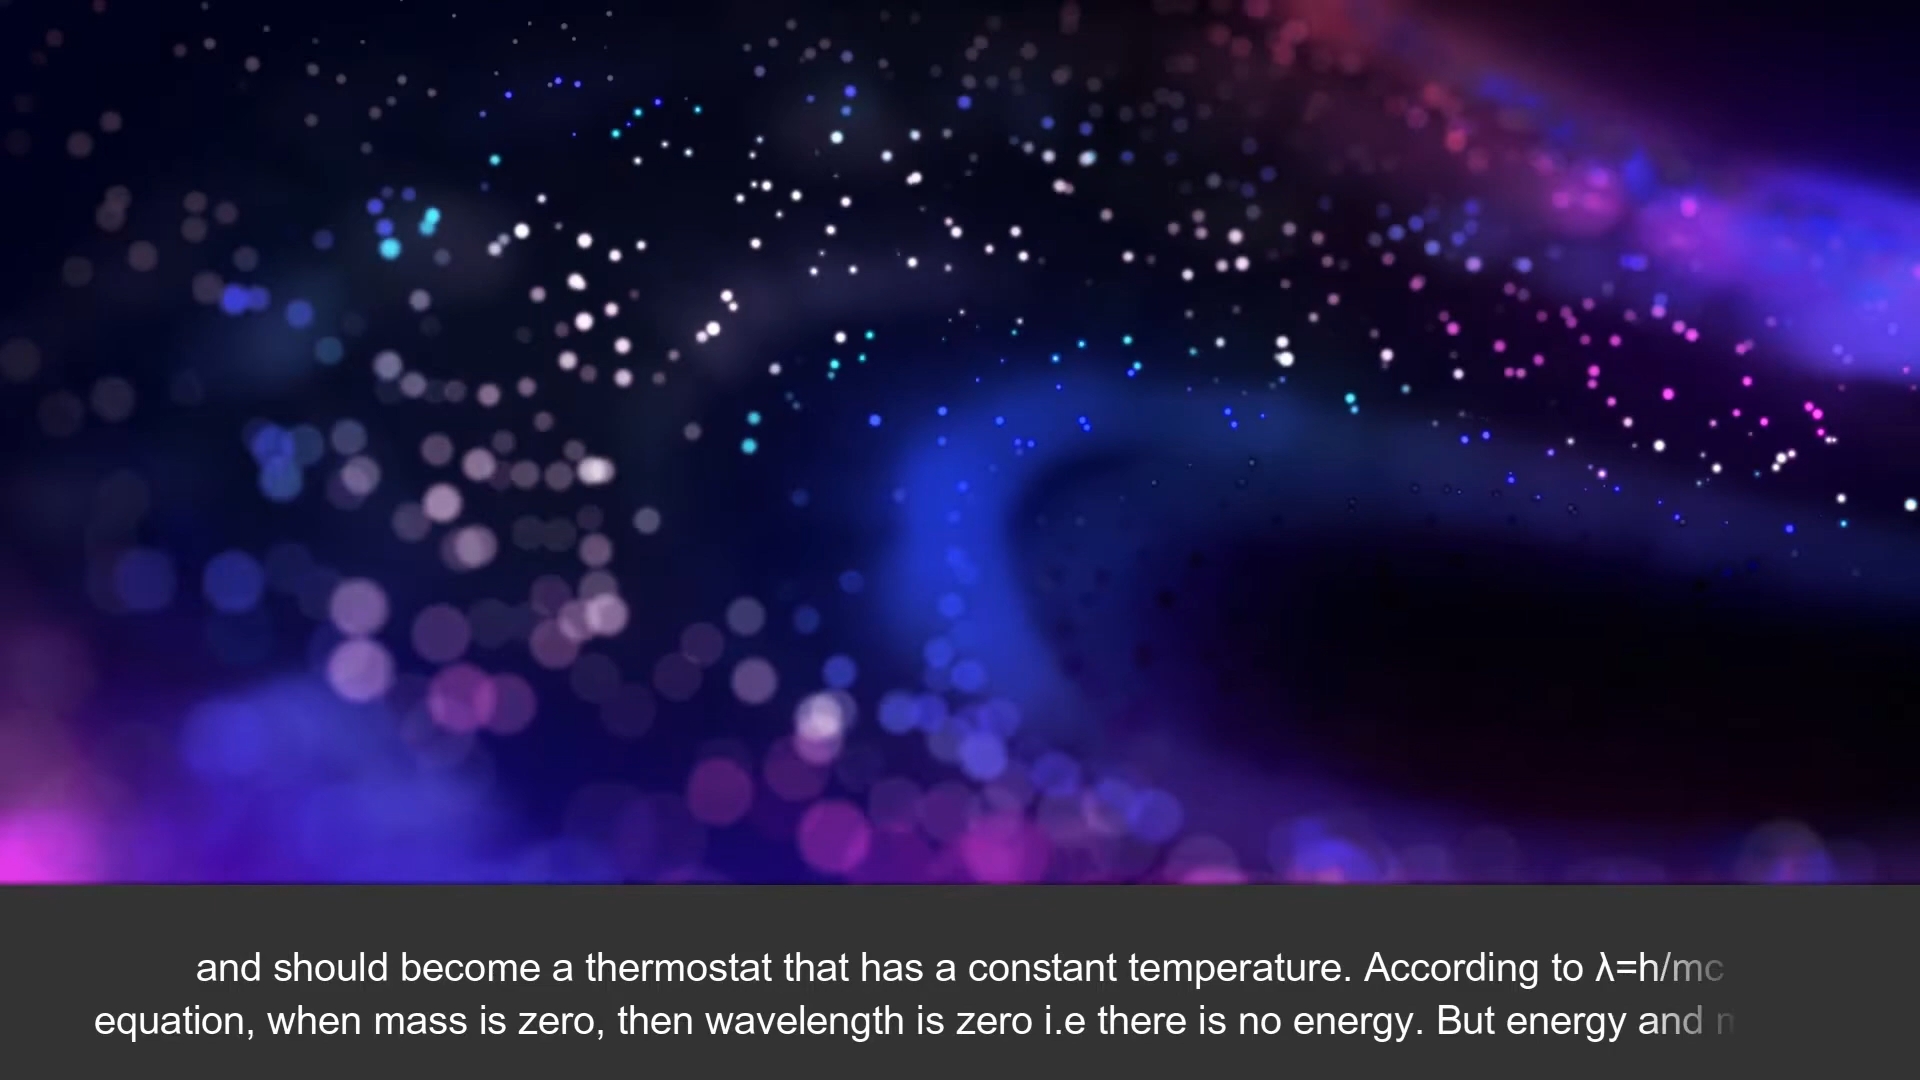 and should become a thermostat that has a constant temperature. According to λ=h/mc
equation, when mass is zero, then wavelength is zero i.e there is no energy. But energy and